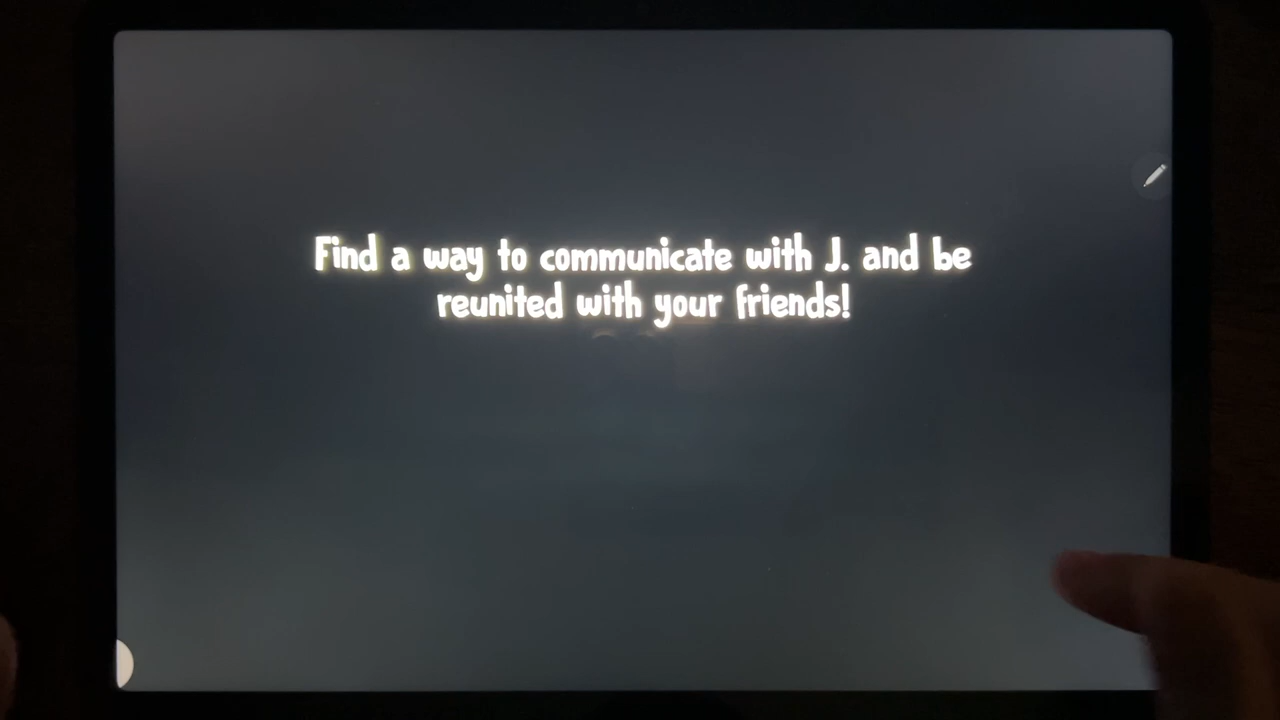 Find a way to communicate with J. and be
reunited with your friends!